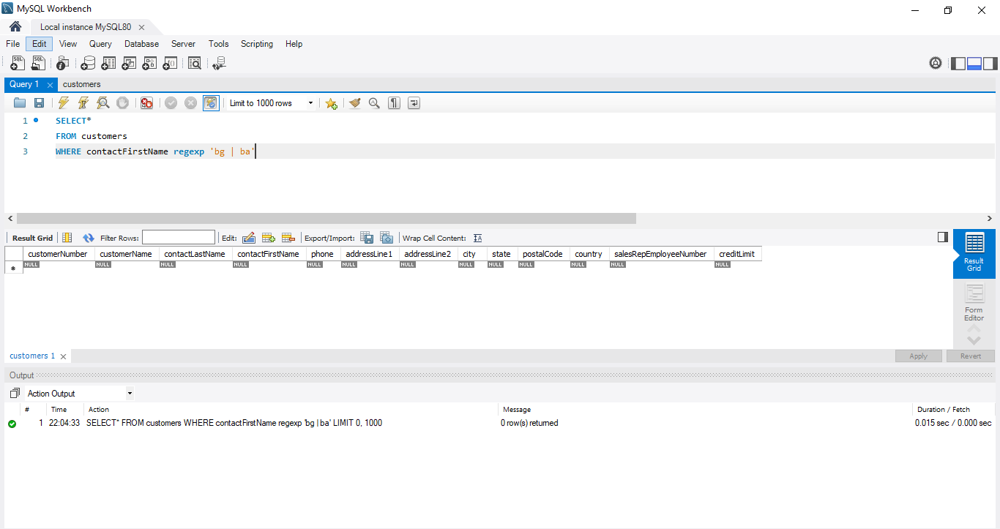 MySQL Workbench
Local instance MySQL80
File Edit View Query Database Server Tools Scripting Help
Query 1 customers
Limit to 1000 rows
1 SELECT*
2 FROM customers
3 WHERE contactFirstName regexp 'bg | ba'
Result Grid Filter Rows: Edit: Export/Import: Wrap Cell Content:
customerNumber customerName contactLastName contactFirstName phone addressLine1 addressLine2 city state postalCode country salesRepEmployeeNumber creditLimit
NULL NULL NULL NULL NULL NULL NULL NULL NULL NULL NULL NULL NULL
Result
Grid
Form
Editor
customers 1 Apply Revert
Output
Action Output
# Time Action Message Duration / Fetch
1 22:04:33 SELECT* FROM customers WHERE contactFirstName regexp 'bg | ba' LIMIT 0, 1000 0 row(s) returned 0.015 sec / 0.000 sec